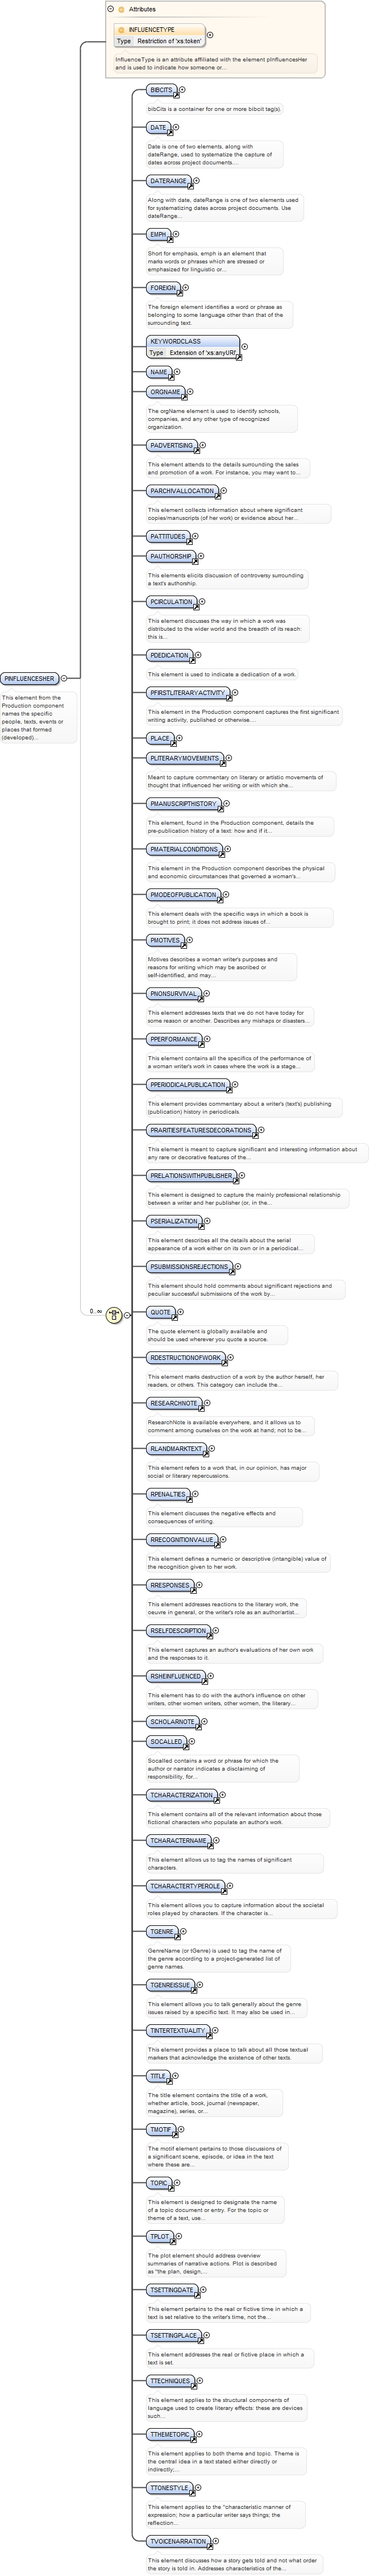 Attributes
INFLUENCETYPE
Type Restriction of 'xs:token'
InfluenceType is an attribute affiliated with the element pInfluencesHer
and is used to indicate how someone or...
BIBCITS
bibCits is a container for one or more bibcit tag(s).
DATE
Date is one of two elements, along with
dateRange, used to systematize the capture of
dates across project documents....
DATERANGE
Along with date, dateRange is one of two elements used
for systematizing dates across project documents. Use
dateRange...
EMPH
Short for emphasis, emph is an element that
marks words or phrases which are stressed or
emphasized for linguistic or...
FOREIGN
The foreign element identifies a word or phrase as
belonging to some language other than that of the
surrounding text.
KEYWORDCLASS
Type Extension of 'xs:anyURI'
NAME
ORGNAME
The orgName element is used to identify schools,
companies, and any other type of recognized
organization.
PADVERTISING
This element attends to the details surrounding the sales
and promotion of a work. For instance, you may want to...
PARCHIVALLOCATION
This element collects information about where significant
copies/manuscripts (of her work) or evidence about her...
PATTITUDES
PAUTHORSHIP
This elements elicits discussion of controversy surrounding
a text's authorship.
PCIRCULATION
This element discusses the way in which a work was
distributed to the wider world and the breadth of its reach:
this is...
PDEDICATION
This element is used to indicate a dedication of a work.
PINFLUENCESHER
This element from the
Production component
names the specific
people, texts, events or
places that formed
(developed)...
PFIRSTLITERARYACTIVITY
This element in the Production component captures the first significant
writing activity, published or otherwise....
PLACE
PLITERARYMOVEMENTS
Meant to capture commentary on literary or artistic movements of
thought that influenced her writing or with which she...
PMANUSCRIPTHISTORY
This element, found in the Production component, details the
pre-publication history of a text: how and if it...
PMATERIALCONDITIONS
This element in the Production component describes the physical
and economic circumstances that governed a woman's...
PMODEOFPUBLICATION
This element deals with the specific ways in which a book is
brought to print; it does not address issues of...
PMOTIVES
Motives describes a woman writer's purposes and
reasons for writing which may be ascribed or
self-identified, and may...
PNONSURVIVAL
This element addresses texts that we do not have today for
some reason or another. Describes any mishaps or disasters...
PPERFORMANCE
This element contains all the specifics of the performance of
a woman writer's work in cases where the work is a stage...
PPERIODICALPUBLICATION
This element provides commentary about a writer's (text's) publishing
(publication) history in periodicals.
PRARITIESFEATURESDECORATIONS
This element is meant to capture significant and interesting information about
any rare or decorative features of the...
PRELATIONSWITHPUBLISHER
This element is designed to capture the mainly professional relationship
between a writer and her publisher (or, in the...
PSERIALIZATION
This element describes all the details about the serial
appearance of a work either on its own or in a periodical...
PSUBMISSIONSREJECTIONS
This element should hold comments about significant rejections and
peculiar successful submissions of the work by...
0..∞
QUOTE
The quote element is globally available and
should be used wherever you quote a source.
RDESTRUCTIONOFWORK
This element marks destruction of a work by the author herself, her
readers, or others. This category can include the...
RESEARCHNOTE
ResearchNote is available everywhere, and it allows us to
comment among ourselves on the work at hand; not to be...
RLANDMARKTEXT
This element refers to a work that, in our opinion, has major
social or literary repercussions.
RPENALTIES
This element discusses the negative effects and
consequences of writing.
RRECOGNITIONVALUE
This element defines a numeric or descriptive (intangible) value of
the recognition given to her work.
RRESPONSES
This element addresses reactions to the literary work, the
oeuvre in general, or the writer's role as an author/artist...
RSELFDESCRIPTION
This element captures an author's evaluations of her own work
and the responses to it.
RSHEINFLUENCED
This element has to do with the author's influence on other
writers, other women writers, other women, the literary...
SCHOLARNOTE
SOCALLED
Socalled contains a word or phrase for which the
author or narrator indicates a disclaiming of
responsibility, for...
TCHARACTERIZATION
This element contains all of the relevant information about those
fictional characters who populate an author's work.
TCHARACTERNAME
This element allows us to tag the names of significant
characters.
TCHARACTERTYPEROLE
This element allows you to capture information about the societal
roles played by characters. If the character is...
TGENRE
GenreName (or tGenre) is used to tag the name of
the genre according to a project-generated list of
genre names.
TGENREISSUE
This element allows you to talk generally about the genre
issues raised by a specific text. It may also be used in...
TINTERTEXTUALITY
This element provides a place to talk about all those textual
markers that acknowledge the existence of other texts.
TITLE
The title element contains the title of a work,
whether article, book, journal (newspaper,
magazine), series, or...
TMOTIF
The motif element pertains to those discussions of
a significant scene, episode, or idea in the text
where these are...
TOPIC
This element is designed to designate the name
of a topic document or entry. For the topic or
theme of a text, use...
TPLOT
The plot element should address overview
summaries of narrative actions. Plot is described
as "the plan, design,...
TSETTINGDATE
This element pertains to the real or fictive time in which a
text is set relative to the writer's time, not the...
TSETTINGPLACE
This element addresses the real or fictive place in which a
text is set.
TTECHNIQUES
This element applies to the structural components of
language used to create literary effects: these are devices
such...
TTHEMETOPIC
This element applies to both theme and topic. Theme is
the central idea in a text stated either directly or
indirectly;...
TTONESTYLE
This element applies to the "characteristic manner of
expression; how a particular writer says things; the
reflection...
TVOICENARRATION
This element discusses how a story gets told and not what order
the story is told in. Addresses characteristics of the...